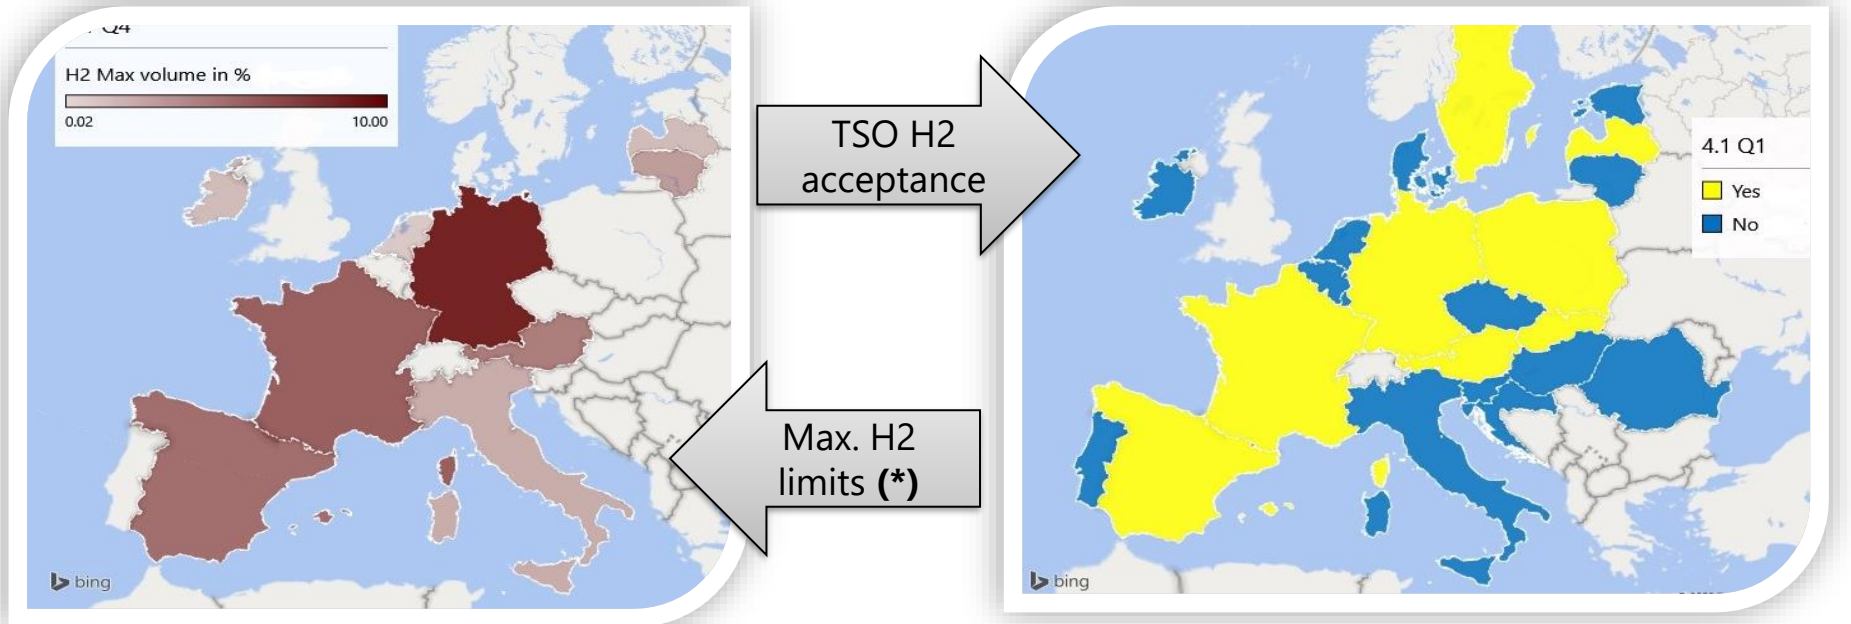 Q4
H2 Max volume in %
0.02 10.00
bing
TSO H2
acceptance
Max. H2
limits (*)
4.1 Q1
Yes
No
bing